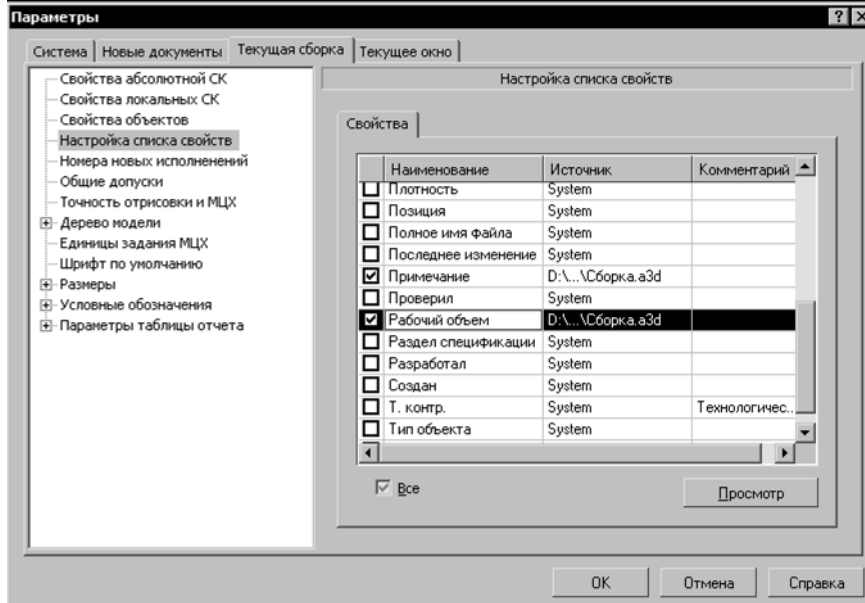 Параметры
Система Новые документы Текущая сборка Текущее окно
Свойства абсолютной СК
Свойства локальных СК
Свойства объектов
Настройка списка свойств
Номера новых исполненений
Общие допуски
Точность отрисовки и МЦХ
Дерево модели
Единицы задания МЦХ
Шрифт по умолчанию
Размеры
Условные обозначения
Параметры таблицы отчета
Настройка списка свойств
Свойства
Наименование Источник Комментарий
Плотность System
Позиция System
Полное имя файла System
Последнее изменение System
Примечание D:\...\Сборка.a3d
Проверил System
Рабочий объем D:\...\Сборка.a3d
Раздел спецификации System
Разработал System
Создан System
Т. контр. System Технологичес...
Тип объекта System
Все
Просмотр
OK Отмена Справка